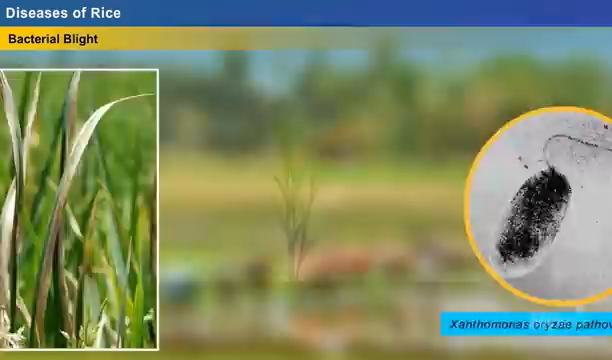 Diseases of Rice
Bacterial Blight
Xanthomonas oryzae